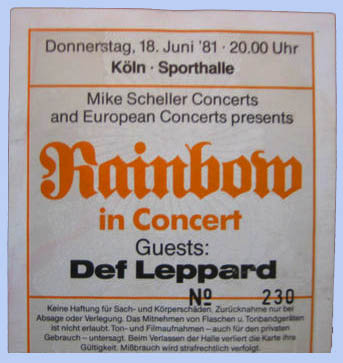 Donnerstag, 18. Juni '81 · 20.00 Uhr
Köln · Sporthalle
Mike Scheller Concerts
and European Concerts presents
Rainbow
in Concert
Guests:
Def Leppard
No 230
Keine Haftung für Sach- und Körperschäden. Zurücknahme nur bei
Absage oder Verlegung. Das Mitnehmen von Flaschen u. Tonbandgeräten
ist nicht erlaubt. Ton- und Filmaufnahmen – auch für den privaten
Gebrauch – untersagt. Beim Verlassen der Halle verliert die Karte ihre
Gültigkeit. Mißbrauch wird strafrechtlich verfolgt.